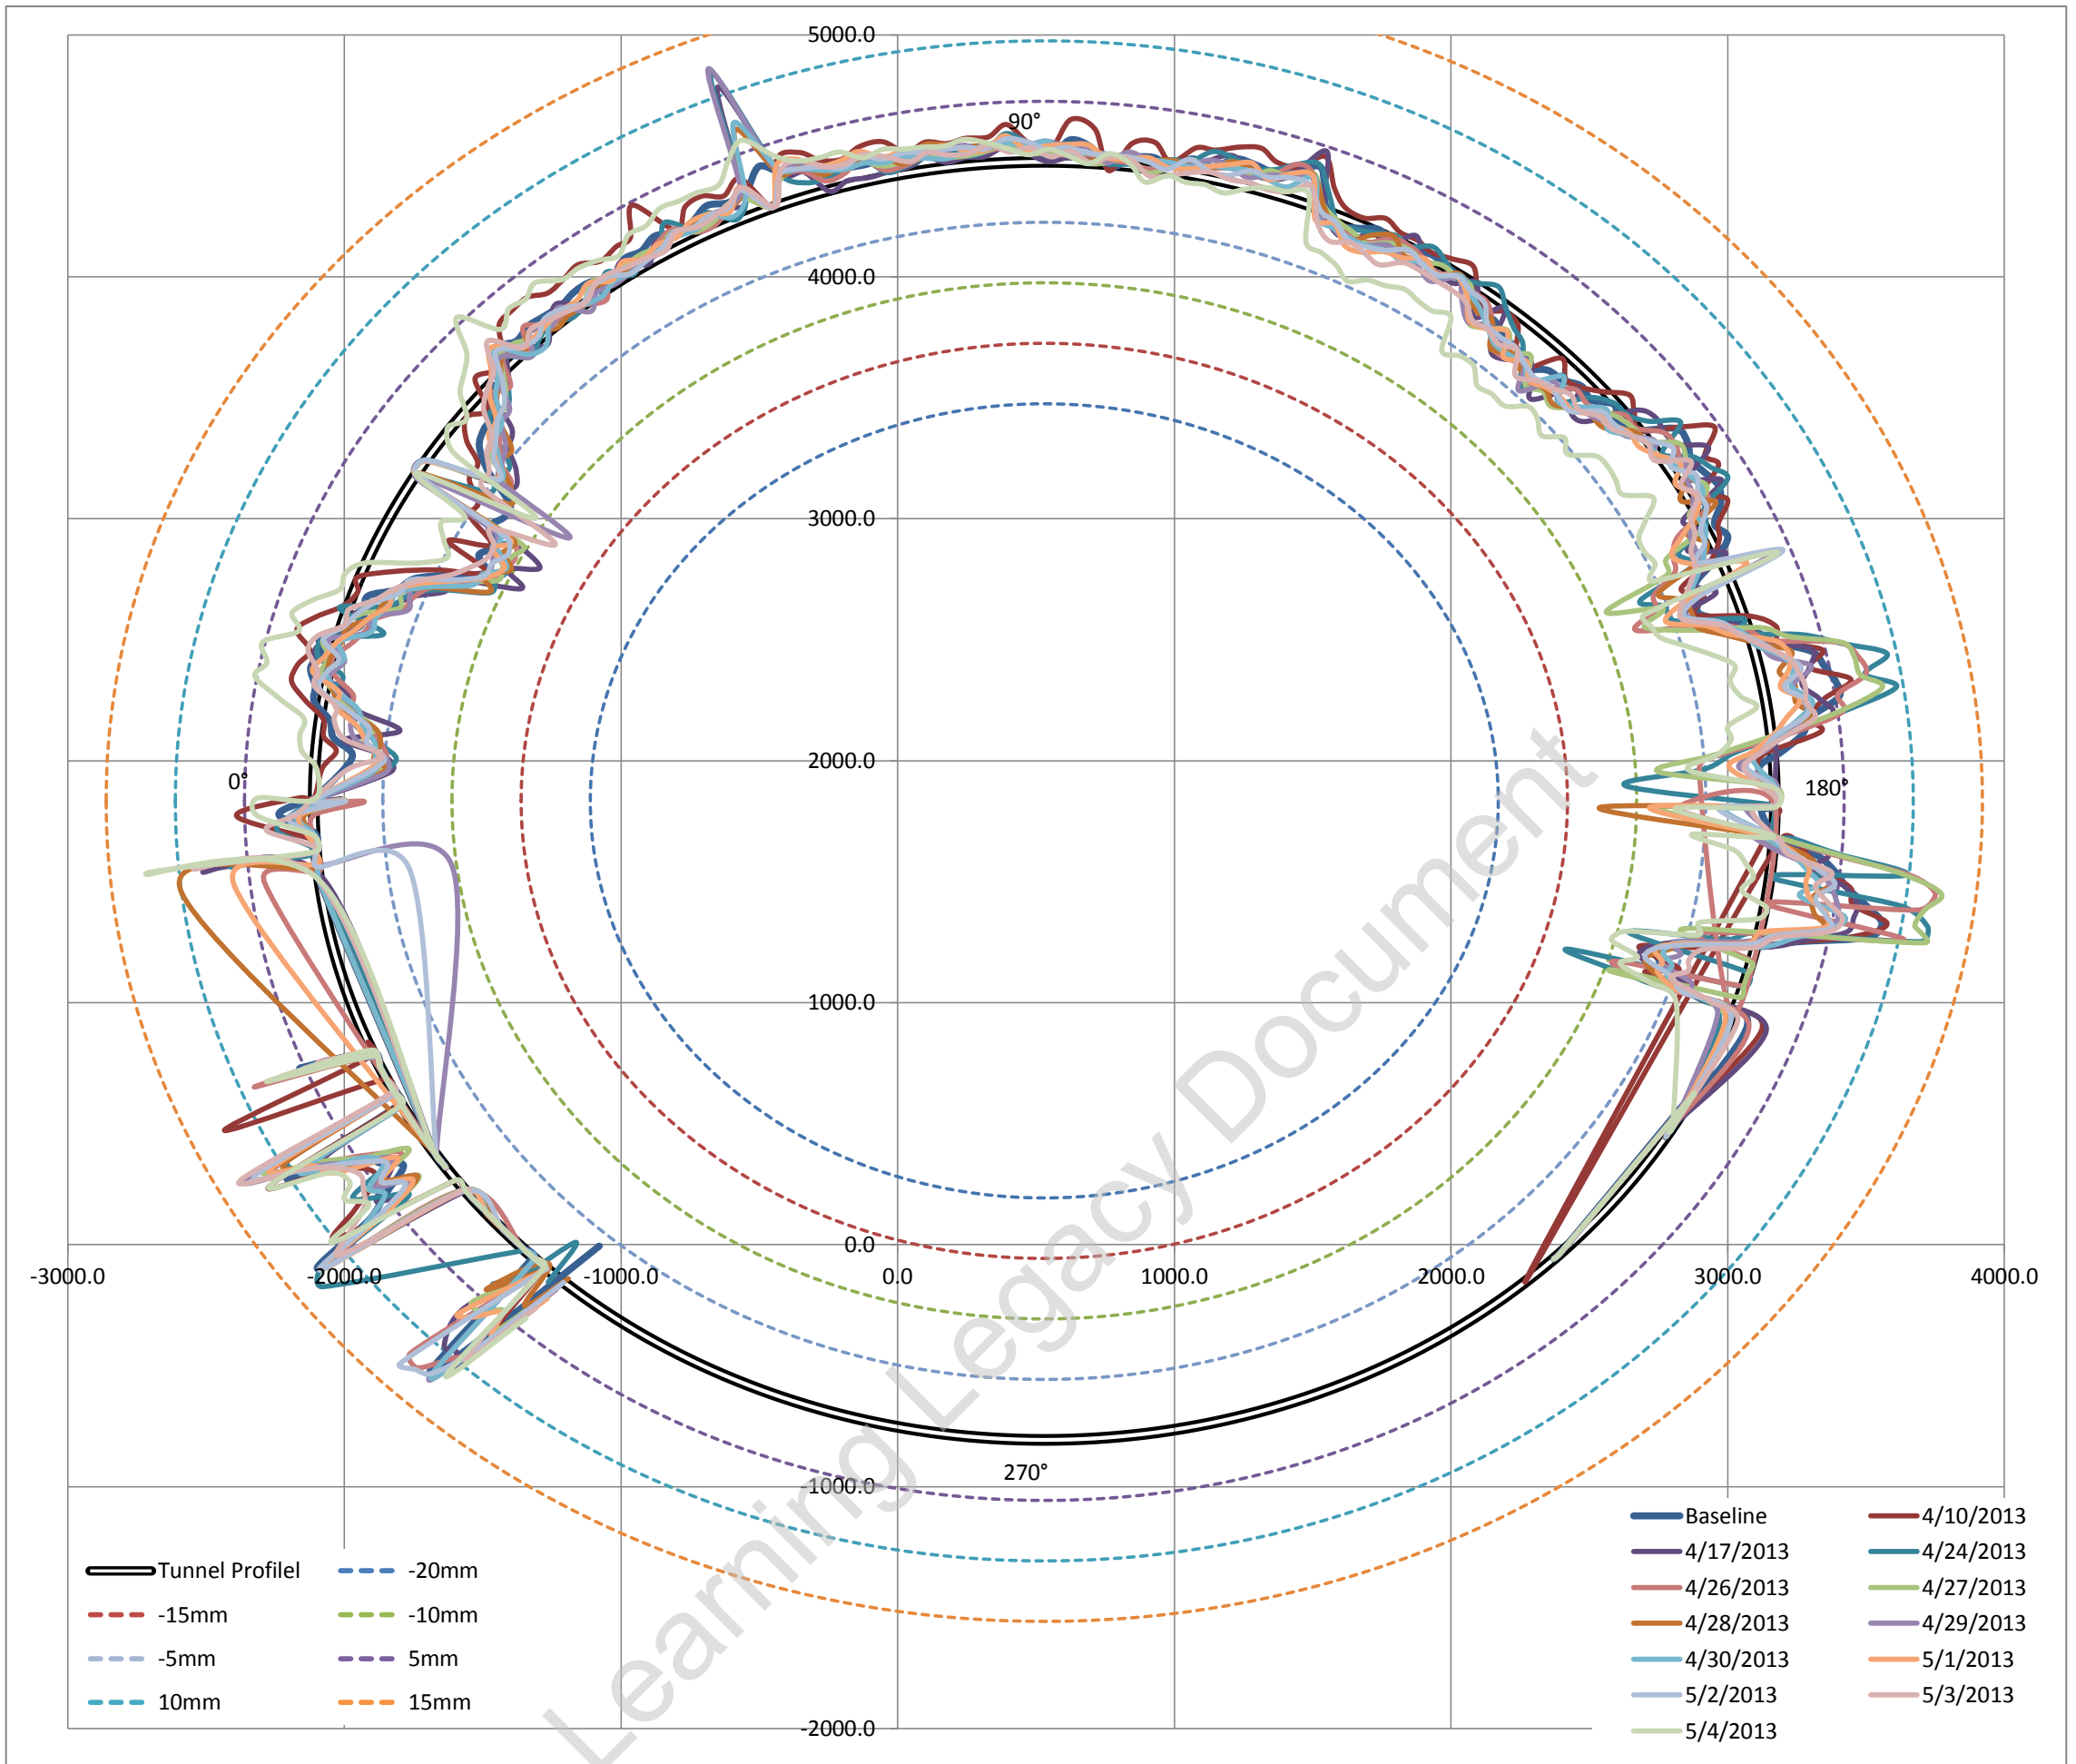 5000.0
90°
4000.0
3000.0
2000.0
0°
180°
1000.0
0.0
-3000.0 -2000.0 -1000.0 0.0 1000.0 2000.0 3000.0 4000.0
270°
-1000.0
-2000.0
Tunnel Profilel -20mm
-15mm -10mm
-5mm 5mm
10mm 15mm
Baseline 4/10/2013
4/17/2013 4/24/2013
4/26/2013 4/27/2013
4/28/2013 4/29/2013
4/30/2013 5/1/2013
5/2/2013 5/3/2013
5/4/2013
Learning Legacy Document